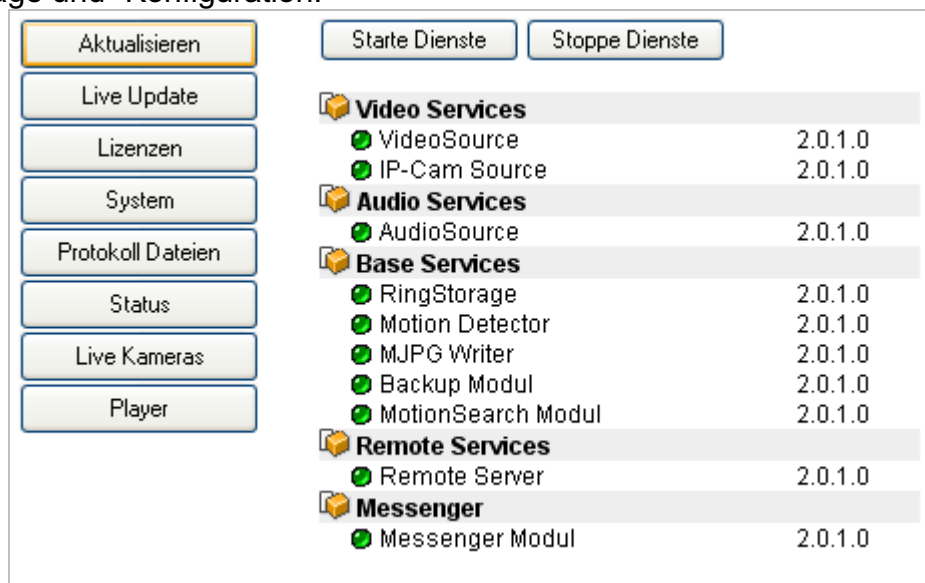 und Konfiguration.
Aktualisieren
Live Update
Lizenzen
System
Protokoll Dateien
Status
Live Kameras
Player
Starte Dienste Stoppe Dienste
Video Services
VideoSource 2.0.1.0
IP-Cam Source 2.0.1.0
Audio Services
AudioSource 2.0.1.0
Base Services
RingStorage 2.0.1.0
Motion Detector 2.0.1.0
MJPG Writer 2.0.1.0
Backup Modul 2.0.1.0
MotionSearch Modul 2.0.1.0
Remote Services
Remote Server 2.0.1.0
Messenger
Messenger Modul 2.0.1.0